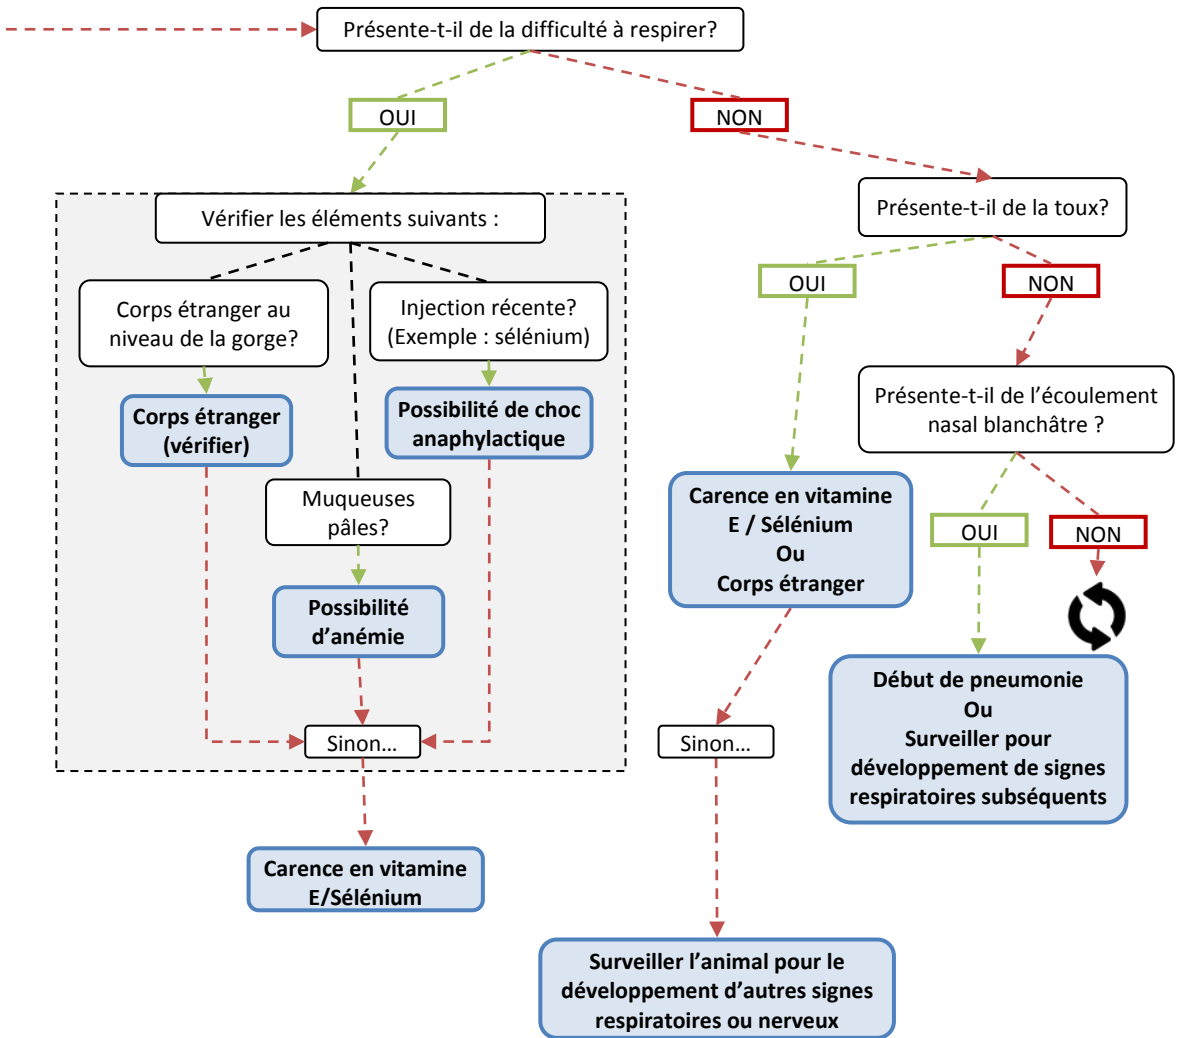 Présente-t-il de la difficulté à respirer?
OUI
NON
Vérifier les éléments suivants :
Corps étranger au
niveau de la gorge?
Injection récente?
(Exemple : sélénium)
Corps étranger
(vérifier)
Possibilité de choc
anaphylactique
Muqueuses
pâles?
Possibilité
d’anémie
Sinon…
Carence en vitamine
E/Sélénium
Présente-t-il de la toux?
OUI
NON
Carence en vitamine
E / Sélénium
Ou
Corps étranger
Sinon…
Surveiller l’animal pour le
développement d’autres signes
respiratoires ou nerveux
Présente-t-il de l’écoulement
nasal blanchâtre ?
OUI
NON
Début de pneumonie
Ou
Surveiller pour
développement de signes
respiratoires subséquents